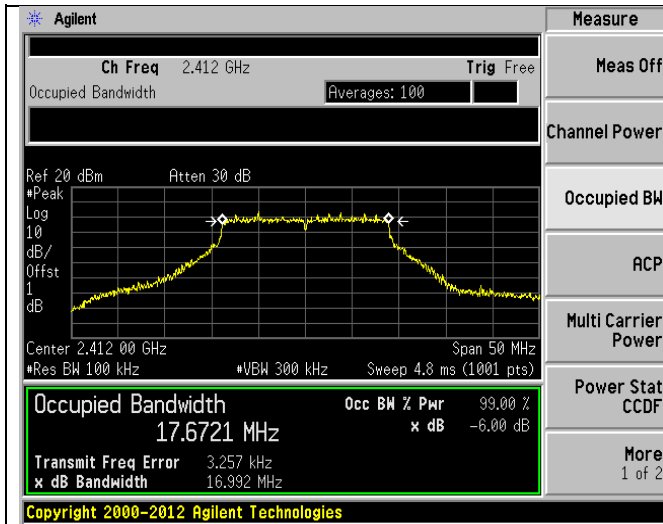 Agilent
Measure
Ch Freq 2.412 GHz Trig Free
Occupied Bandwidth Averages: 100
Ref 20 dBm Atten 30 dB
#Peak
Log
10
dB/
Offst
1
dB
Center 2.412 00 GHz Span 50 MHz
#Res BW 100 kHz #VBW 300 kHz Sweep 4.8 ms (1001 pts)
Occupied Bandwidth Occ BW % Pwr 99.00 %
17.6721 MHz x dB -6.00 dB
Transmit Freq Error 3.257 kHz
x dB Bandwidth 16.992 MHz
Copyright 2000-2012 Agilent Technologies
Meas Off
Channel Power
Occupied BW
ACP
Multi Carrier
Power
Power Stat
CCDF
More
1 of 2